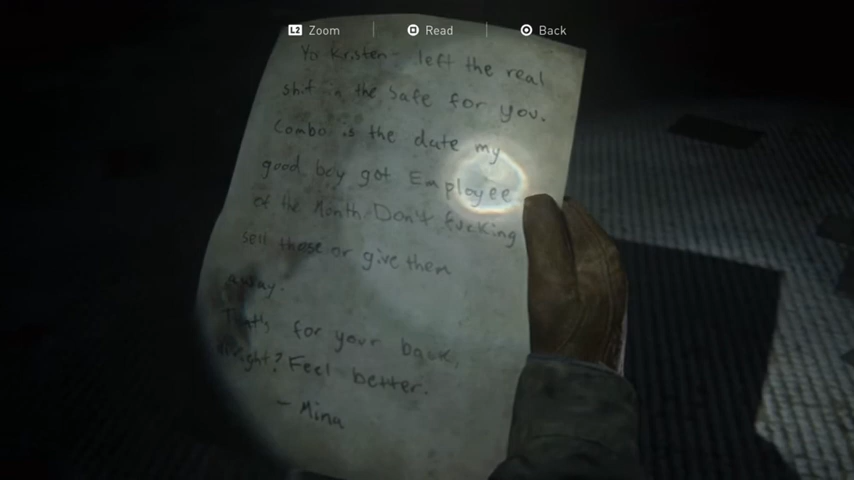 L2 Zoom Read Back
Yo Kristen- left the real
shit in the safe for you.
Combo is the date my
good boy got Employee
of the Month. Don't fucking
sell those or give them
away.
That's for your back,
alright? Feel better.
- Mina